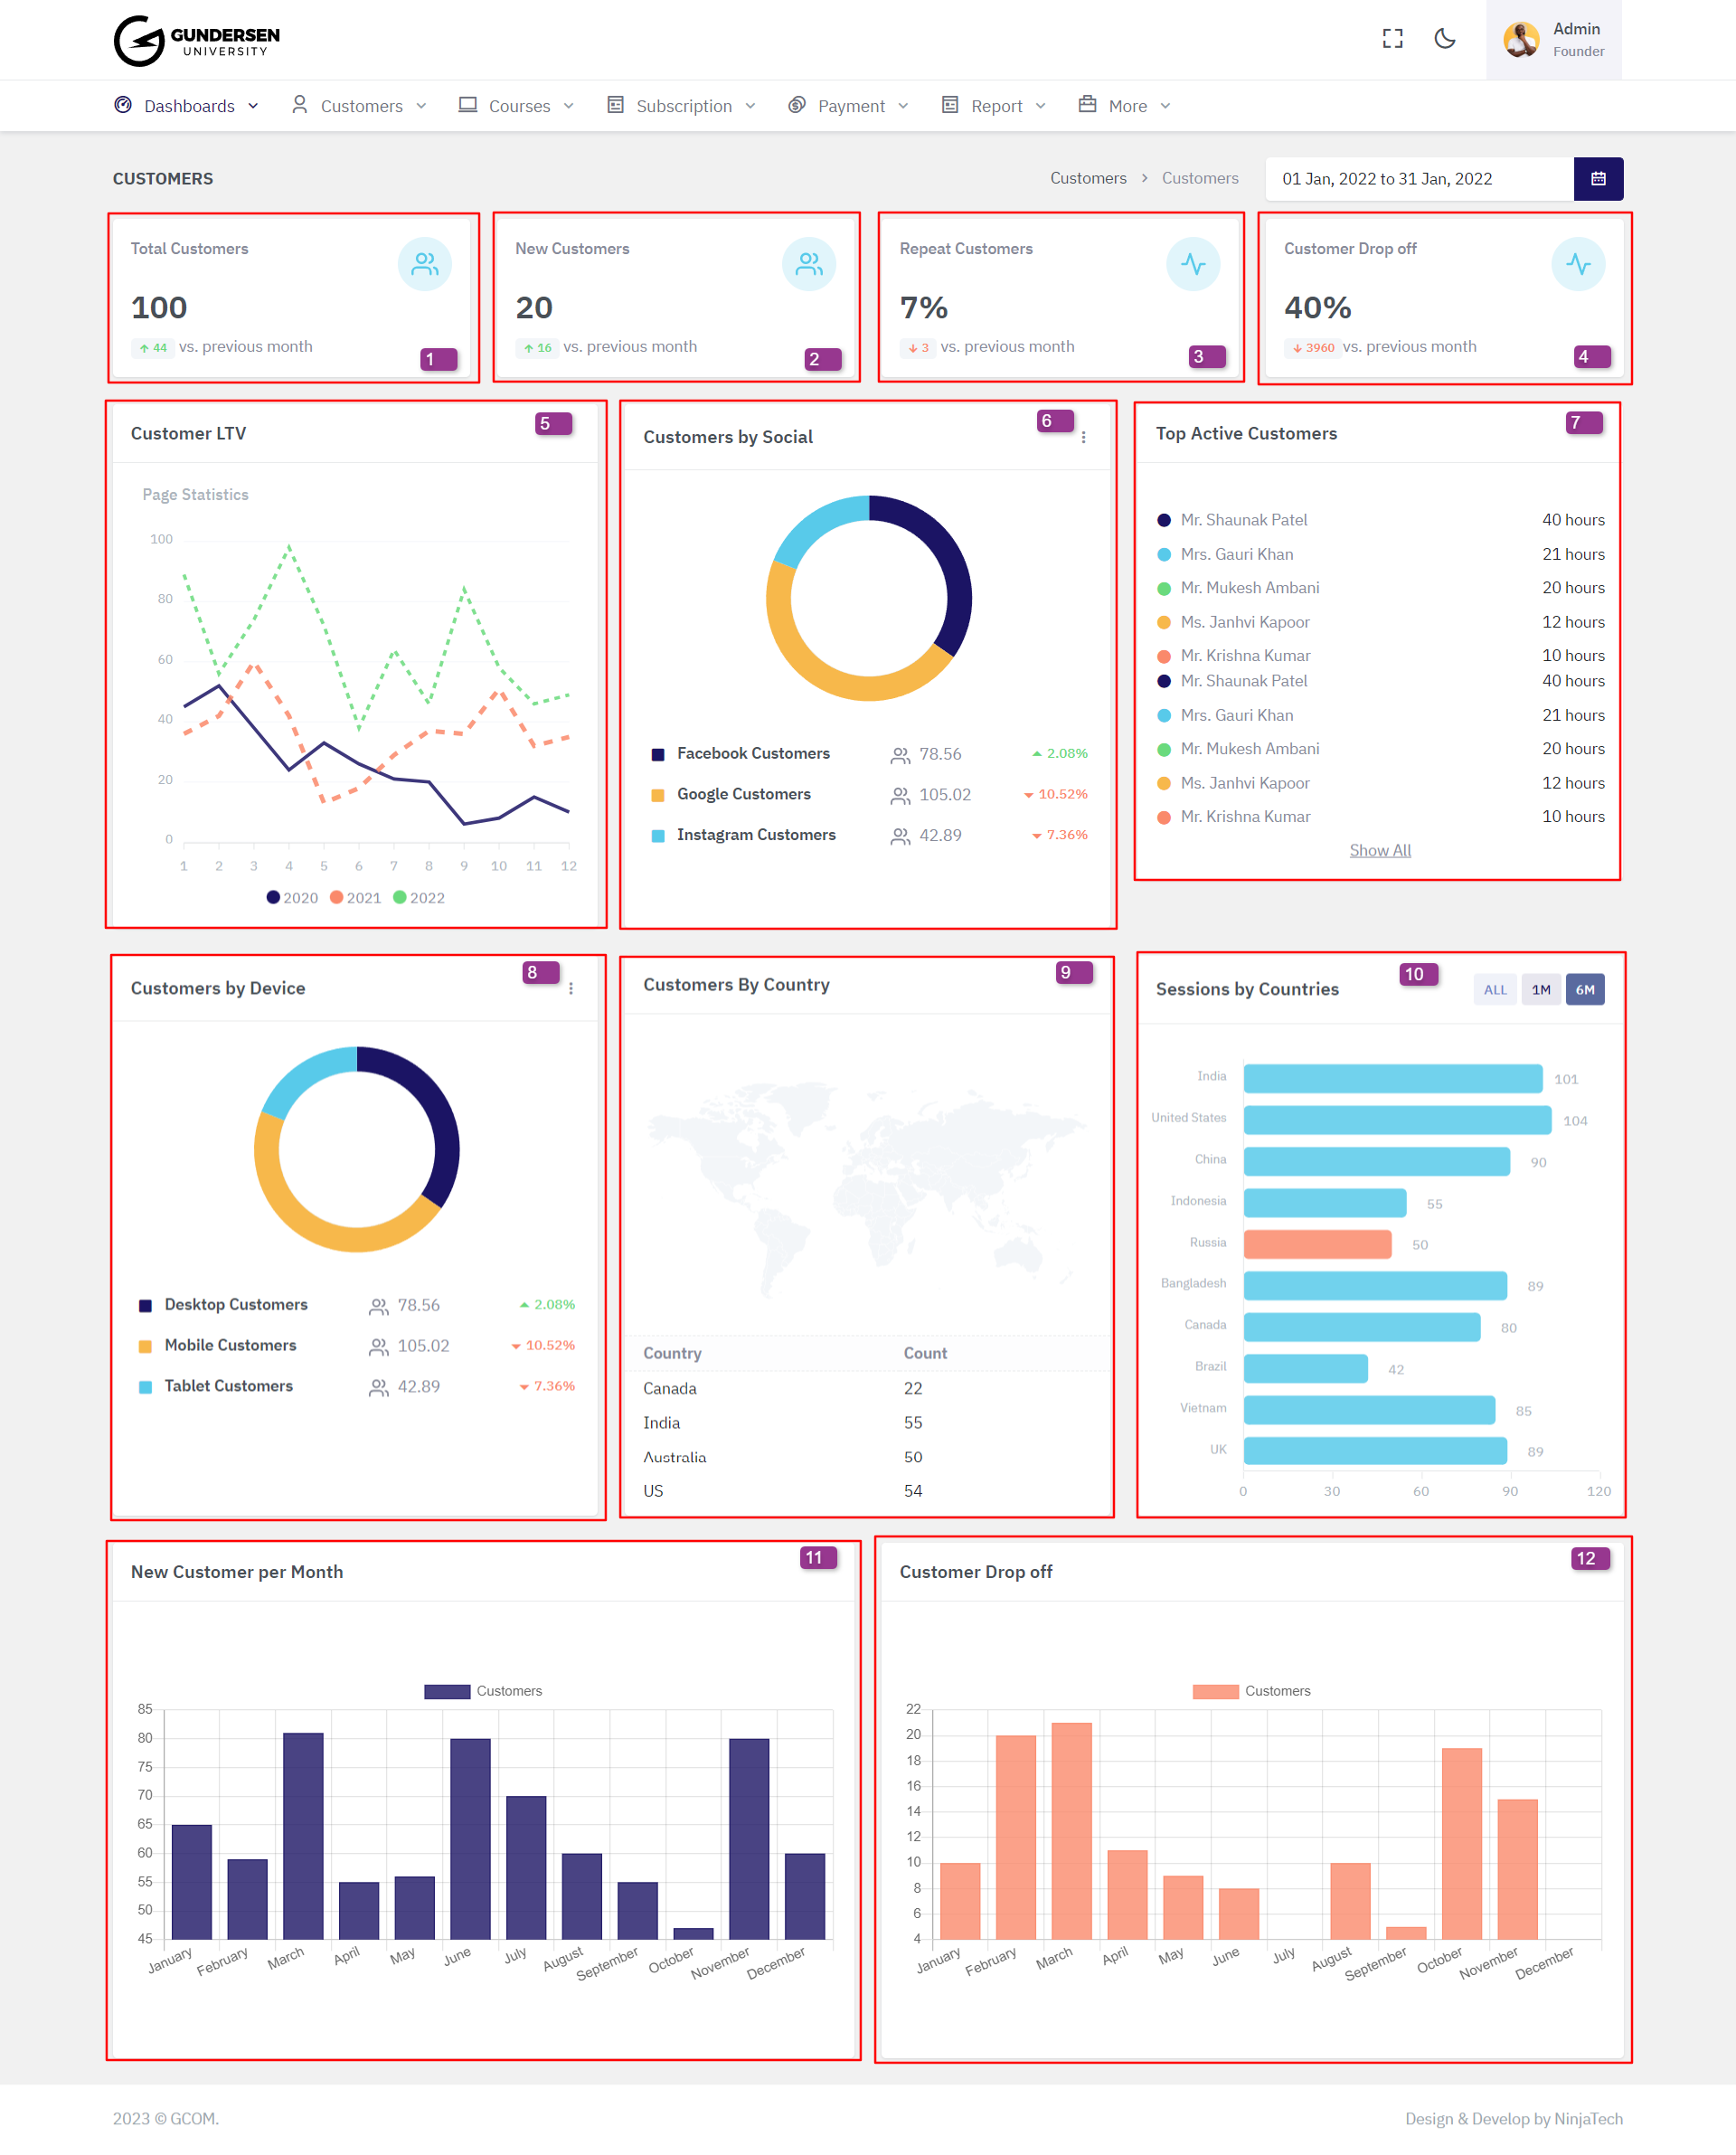 GUNDERSEN
UNIVERSITY
Admin
Founder
Dashboards
Customers
Courses
Subscription
Payment
Report
More
CUSTOMERS
Customers > Customers
01 Jan, 2022 to 31 Jan, 2022
Total Customers
100
44 vs. previous month
1
New Customers
20
16 vs. previous month
2
Repeat Customers
7%
3 vs. previous month
3
Customer Drop off
40%
3960 vs. previous month
4
Customer LTV
5
Page Statistics
100
80
60
40
20
0
1 2 3 4 5 6 7 8 9 10 11 12
2020 2021 2022
Customers by Social
6
Facebook Customers 78.56 2.08%
Google Customers 105.02 10.52%
Instagram Customers 42.89 7.36%
Top Active Customers
7
Mr. Shaunak Patel 40 hours
Mrs. Gauri Khan 21 hours
Mr. Mukesh Ambani 20 hours
Ms. Janhvi Kapoor 12 hours
Mr. Krishna Kumar 10 hours
Mr. Shaunak Patel 40 hours
Mrs. Gauri Khan 21 hours
Mr. Mukesh Ambani 20 hours
Ms. Janhvi Kapoor 12 hours
Mr. Krishna Kumar 10 hours
Show All
Customers by Device
8
Desktop Customers 78.56 2.08%
Mobile Customers 105.02 10.52%
Tablet Customers 42.89 7.36%
Customers By Country
9
Country Count
Canada 22
India 55
Australia 50
US 54
Sessions by Countries
10
ALL 1M 6M
India 101
United States 104
China 90
Indonesia 55
Russia 50
Bangladesh 89
Canada 80
Brazil 42
Vietnam 85
UK 89
0 30 60 90 120
New Customer per Month
11
Customers
85
80
75
70
65
60
55
50
45
January February March April May June July August September October November December
Customer Drop off
12
Customers
22
20
18
16
14
12
10
8
6
4
January February March April May June July August September October November December
2023 © GCOM.
Design & Develop by NinjaTech